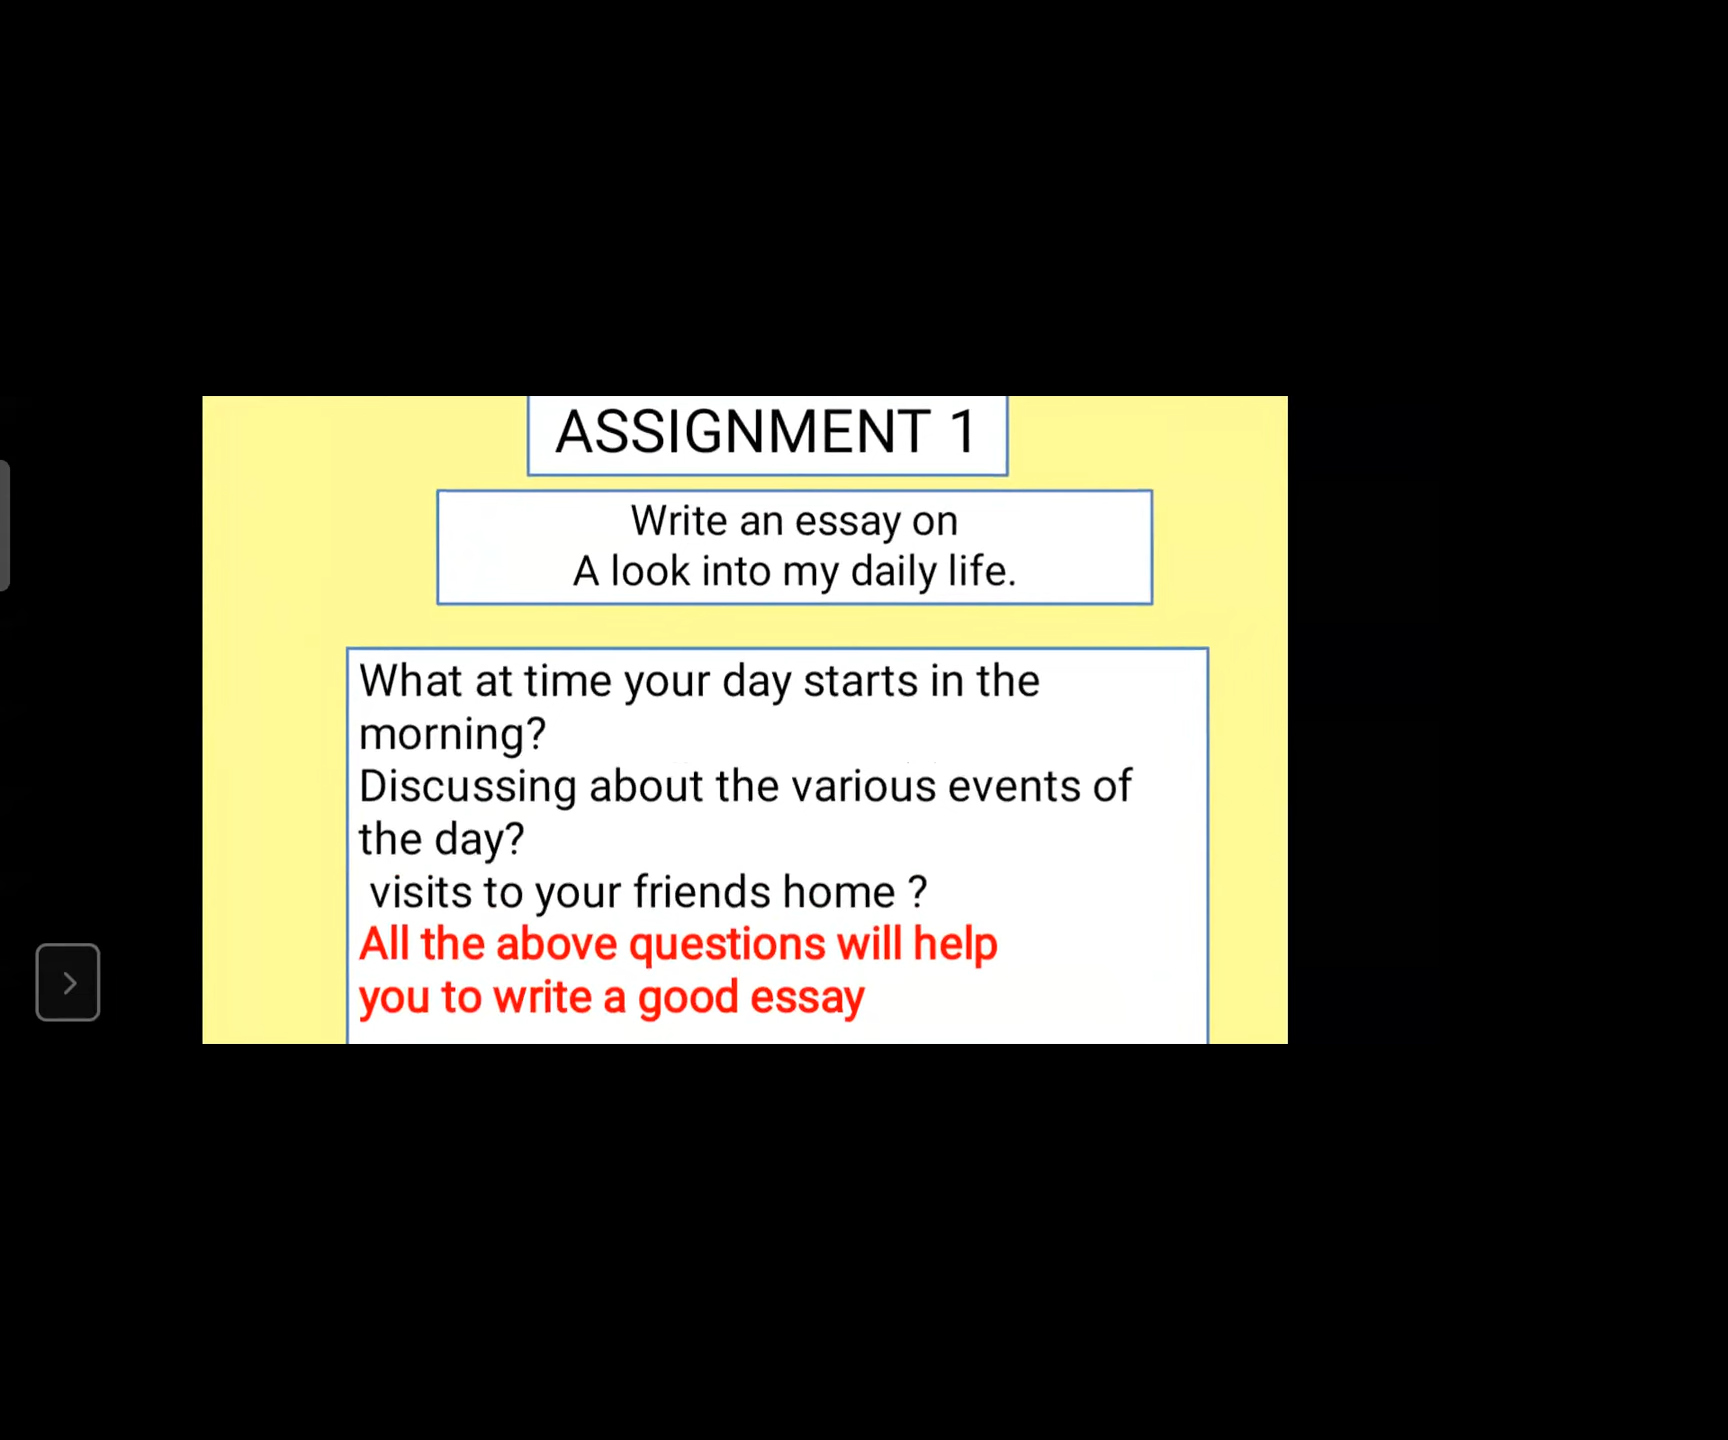 ASSIGNMENT 1
Write an essay on
A look into my daily life.
What at time your day starts in the
morning?
Discussing about the various events of
the day?
visits to your friends home ?
All the above questions will help
you to write a good essay